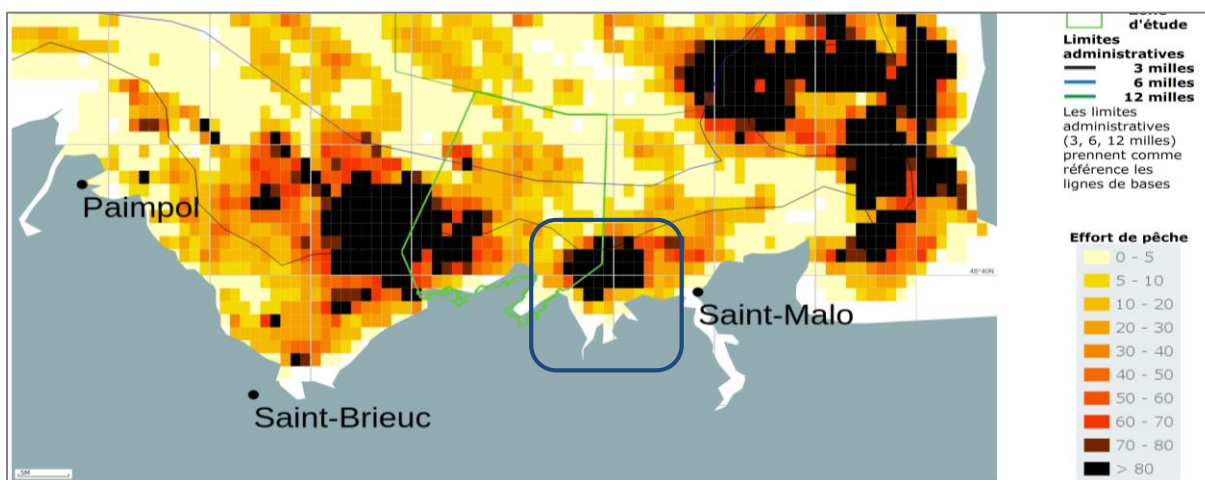 d'étude
Limites
administratives
3 milles
6 milles
12 milles
Les limites
administratives
(3, 6, 12 milles)
prennent comme
référence les
lignes de bases
Paimpol
Saint-Malo
Saint-Brieuc
48°40N
5M
Effort de pêche
0 - 5
5 - 10
10 - 20
20 - 30
30 - 40
40 - 50
50 - 60
60 - 70
70 - 80
> 80